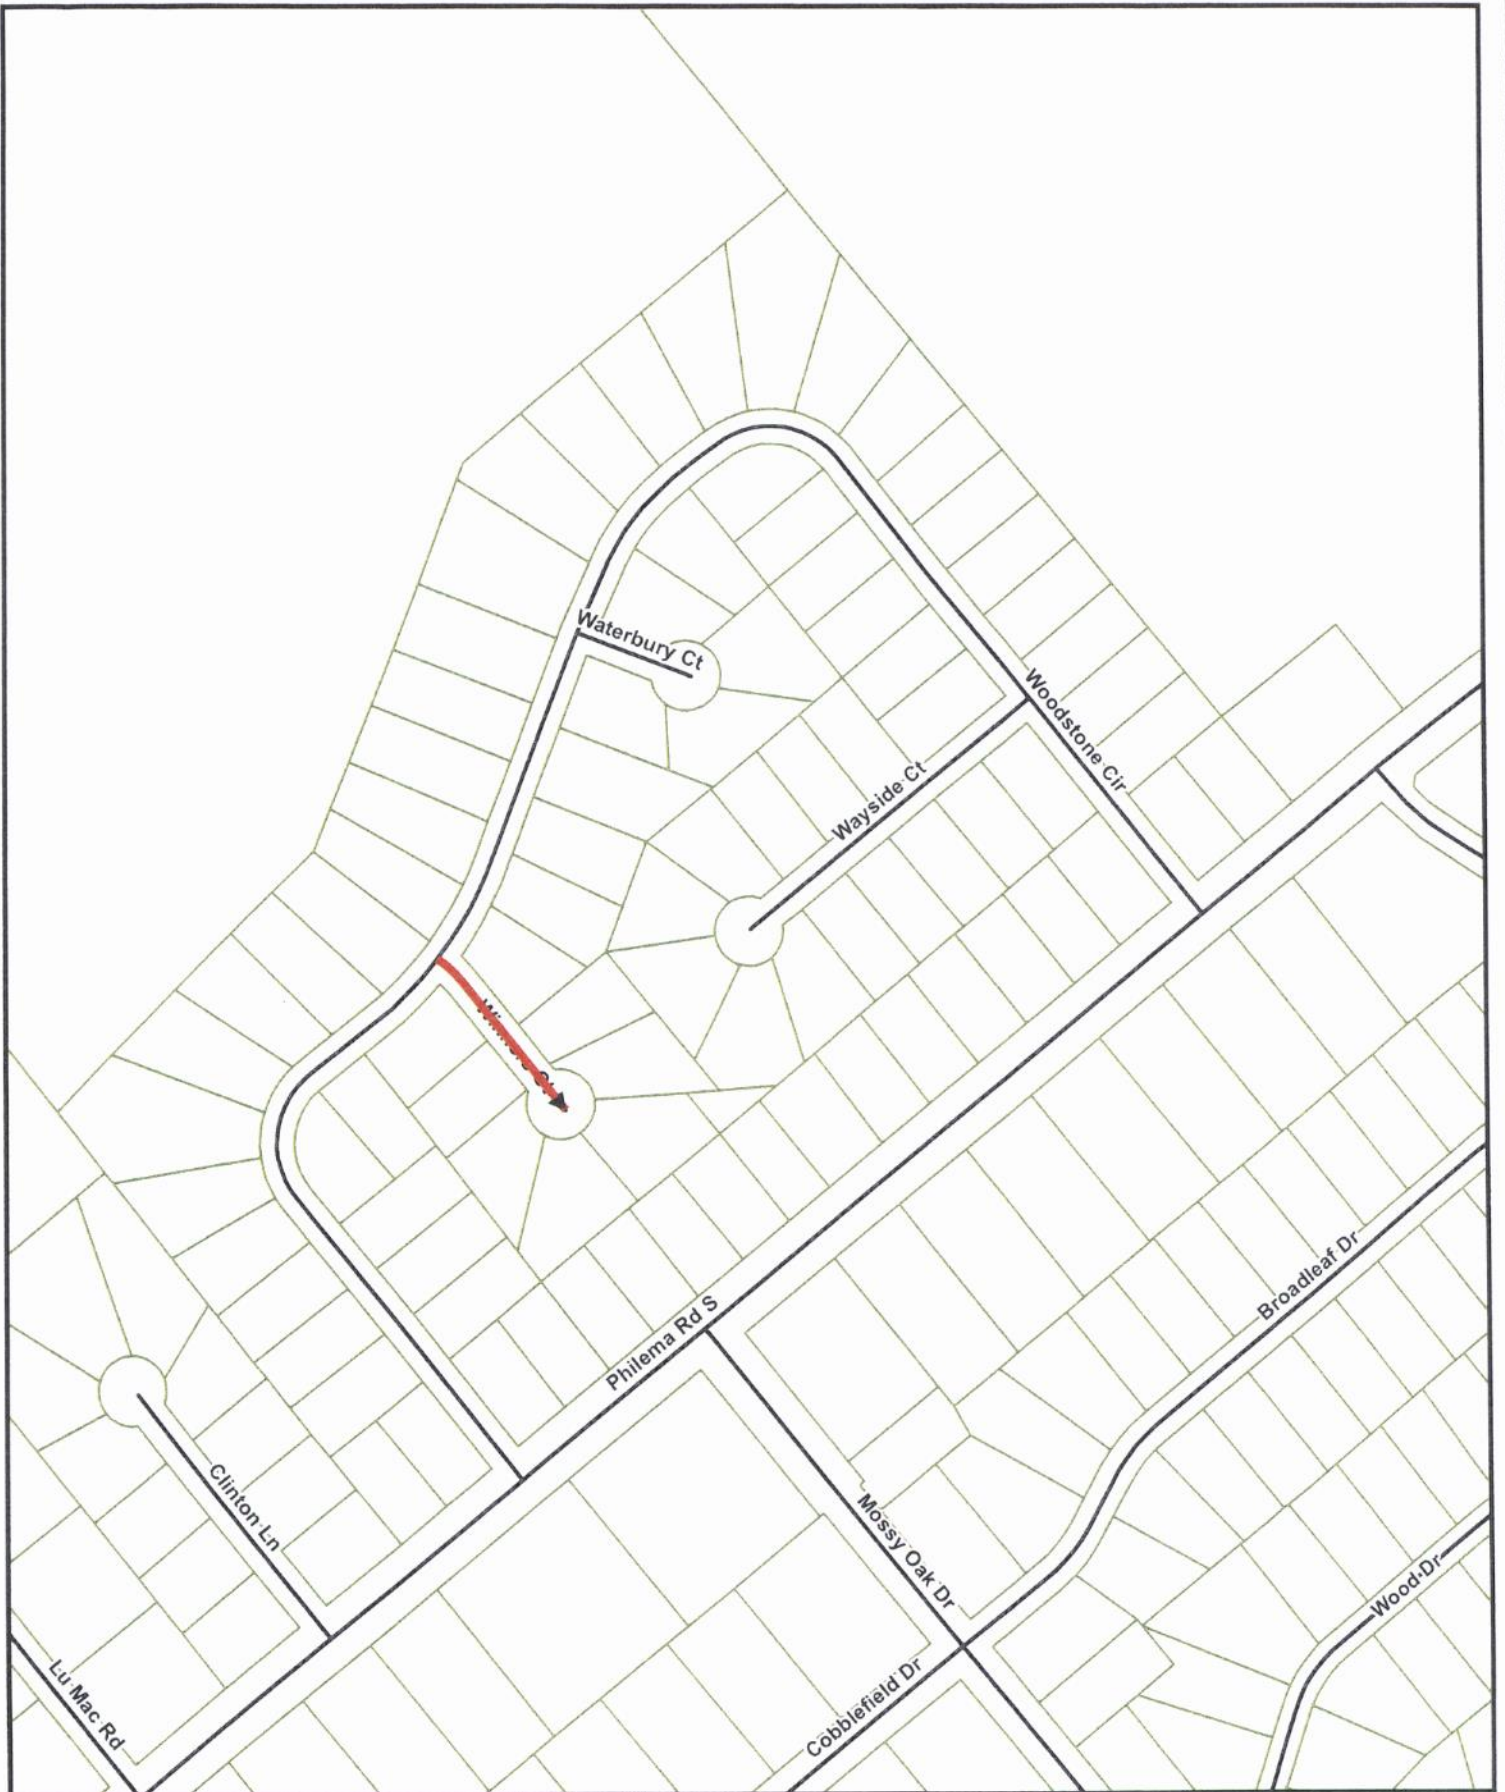 Waterbury Ct
Woodstone Cir
Wayside Ct
Philema Rd S
Broadleaf Dr
Clinton Ln
Mossy Oak Dr
Wood Dr
Lu Mac Rd
Cobblefield Dr